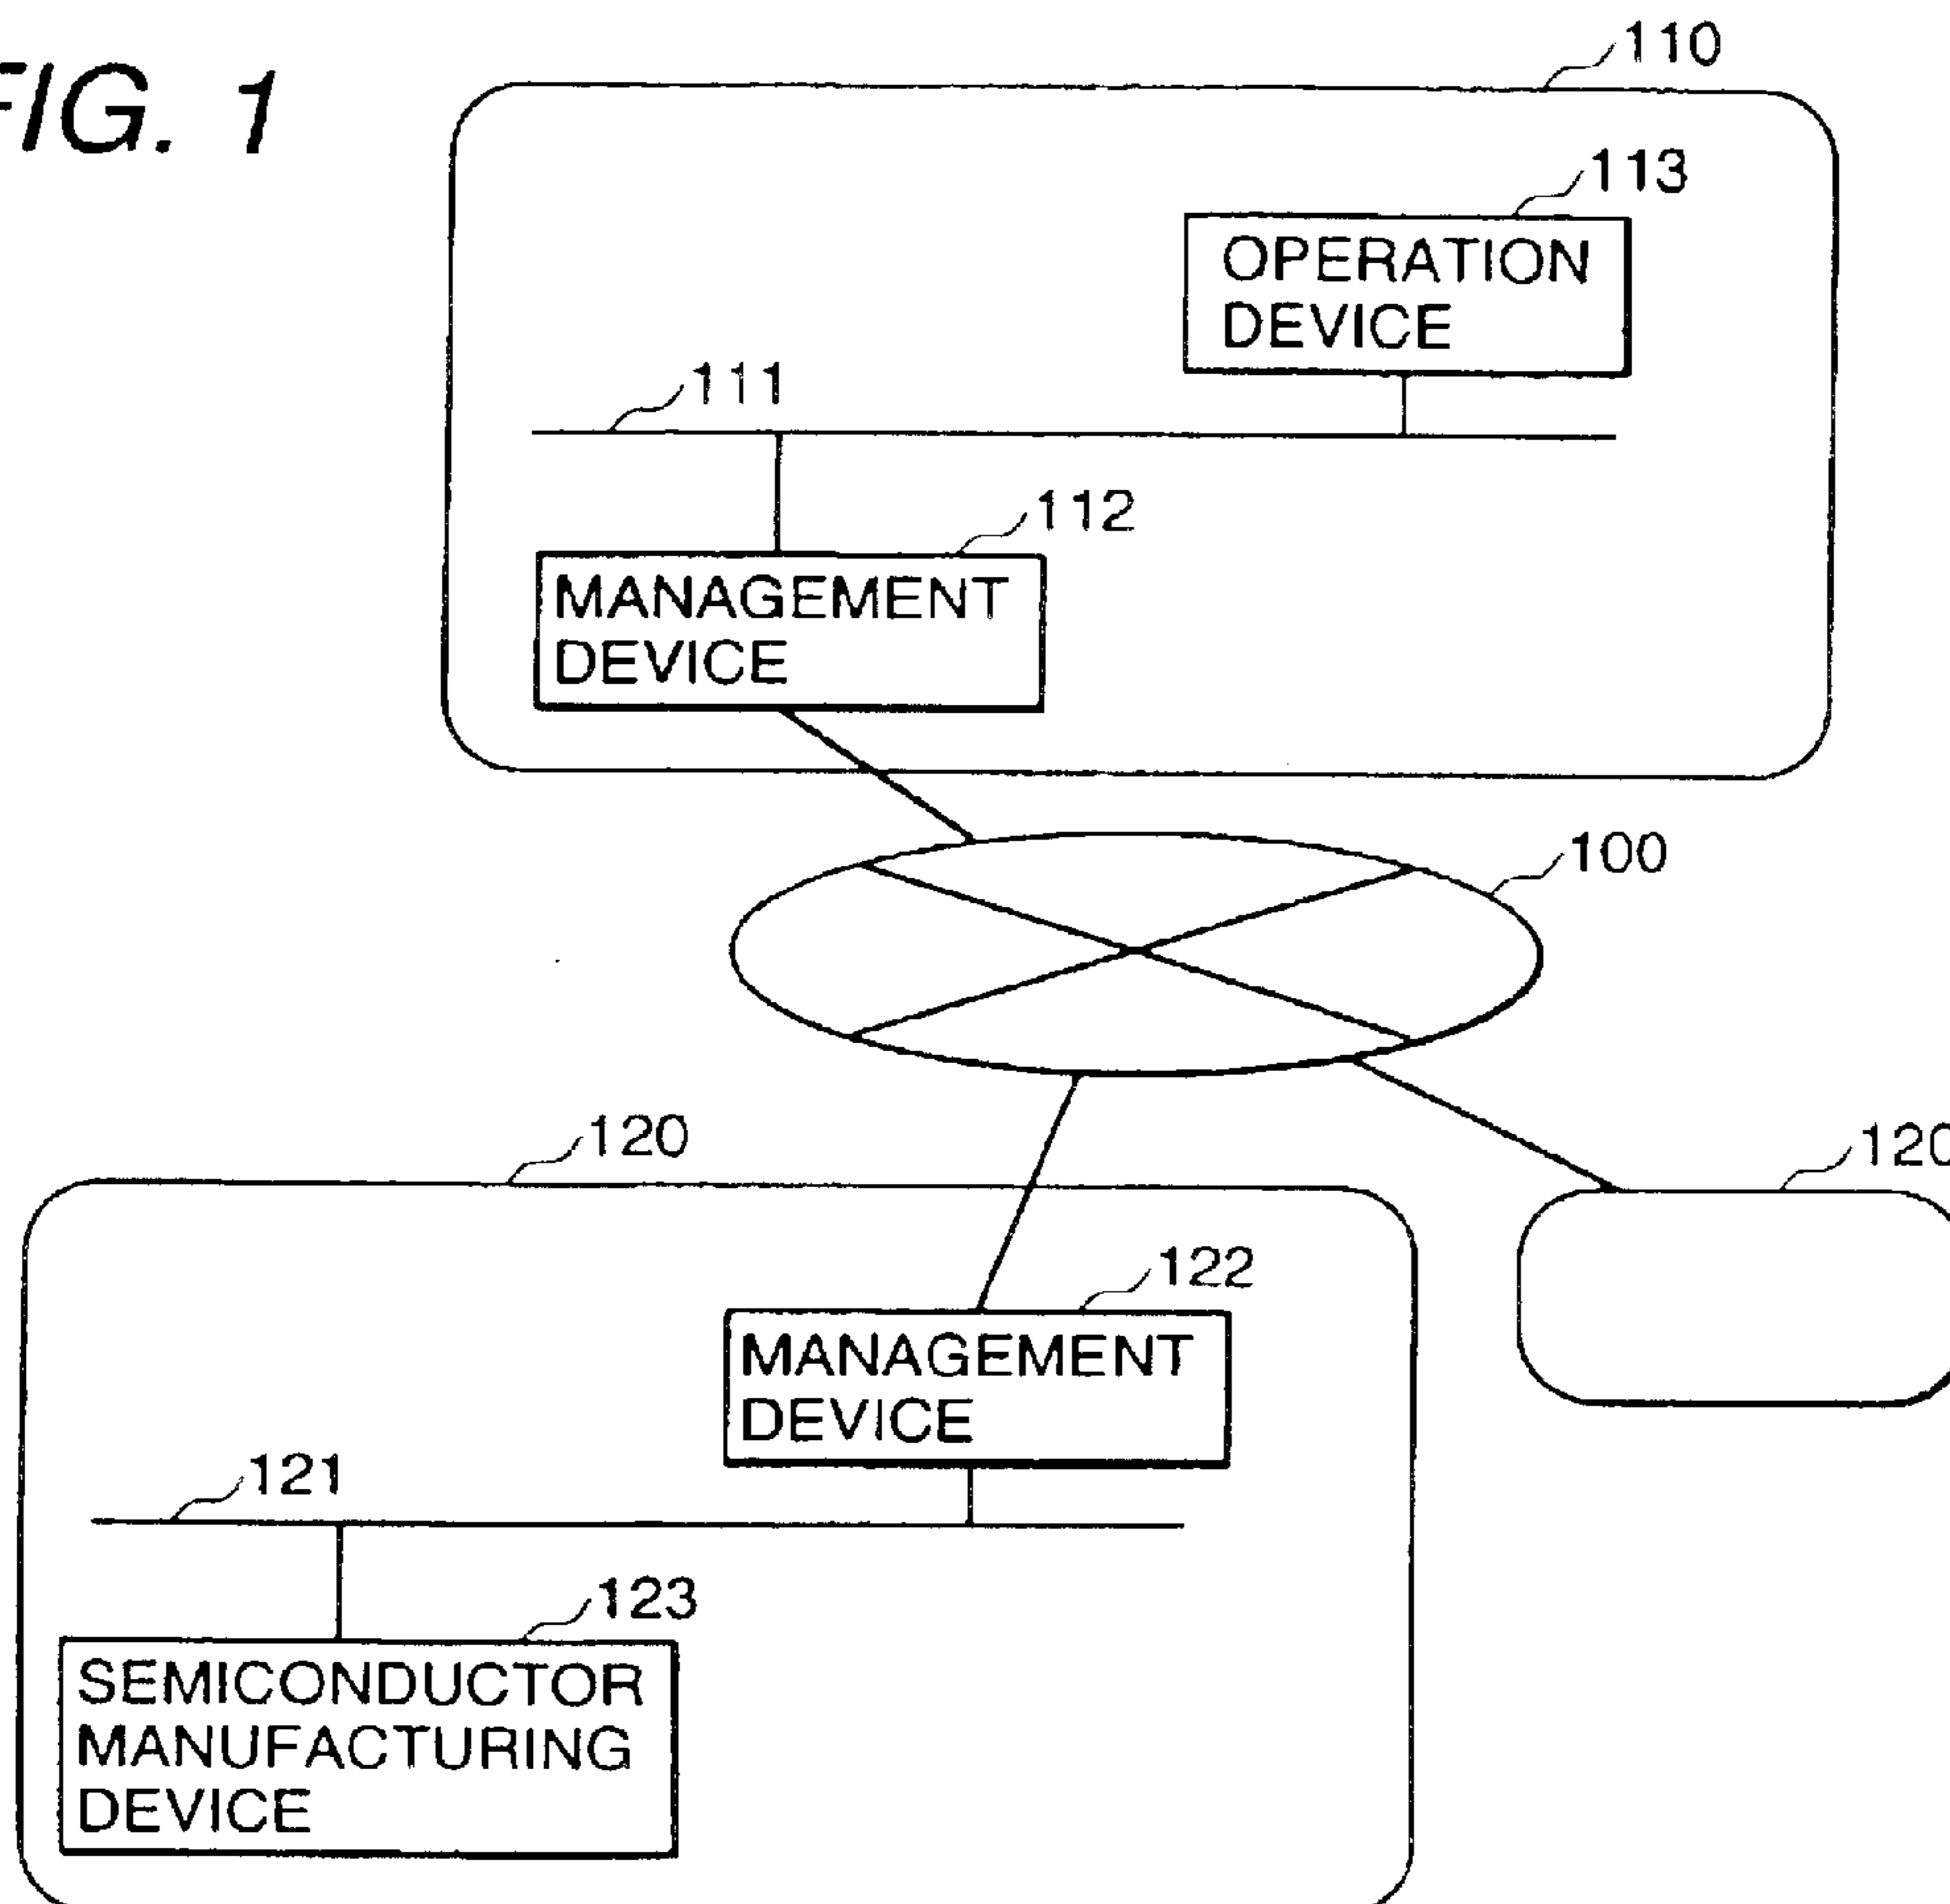 FIG. 1
110
113
OPERATION
DEVICE
111
112
MANAGEMENT
DEVICE
100
120
120
122
MANAGEMENT
DEVICE
121
123
SEMICONDUCTOR
MANUFACTURING
DEVICE